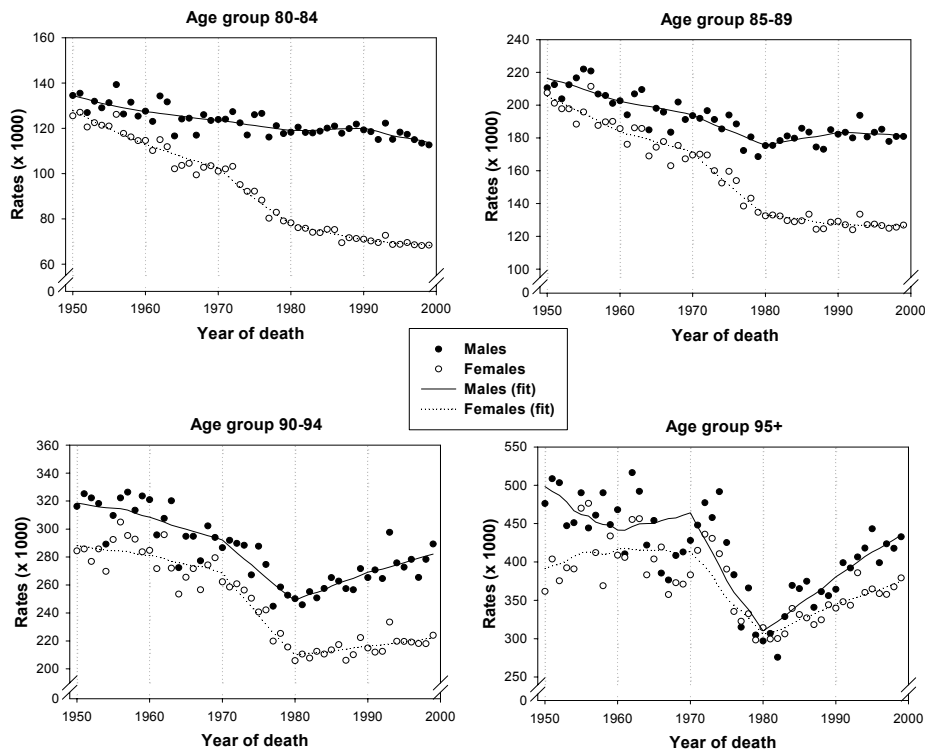 Age group 80-84
Rates (x 1000)
160
140
120
100
80
60
0
1950 1960 1970 1980 1990 2000
Year of death
Age group 85-89
Rates (x 1000)
240
220
200
180
160
140
120
100
0
1950 1960 1970 1980 1990 2000
Year of death
Males
Females
Males (fit)
Females (fit)
Age group 90-94
Rates (x 1000)
360
340
320
300
280
260
240
220
200
0
1950 1960 1970 1980 1990 2000
Year of death
Age group 95+
Rates (x 1000)
550
500
450
400
350
300
250
0
1950 1960 1970 1980 1990 2000
Year of death